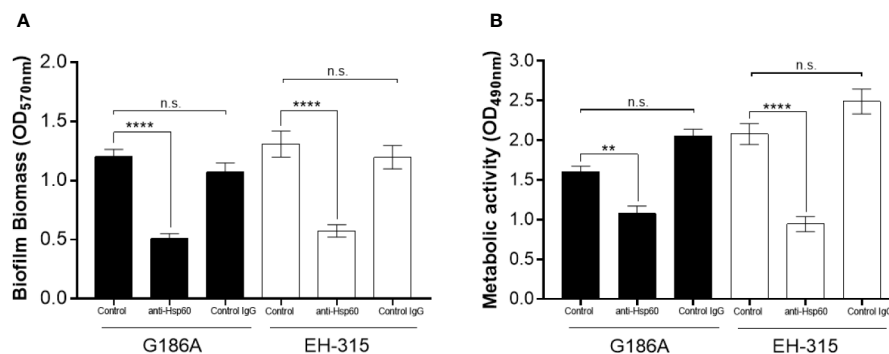 A
Biofilm Biomass (OD570nm)
2.0
1.5
1.0
0.5
0.0
n.s.
****
n.s.
****
Control
anti-Hsp60
Control IgG
Control
anti-Hsp60
Control IgG
G186A
EH-315
B
Metabolic activity (OD490nm)
3.0
2.5
2.0
1.5
1.0
0.5
0.0
n.s.
**
n.s.
****
Control
anti-Hsp60
Control IgG
Control
anti-Hsp60
Control IgG
G186A
EH-315